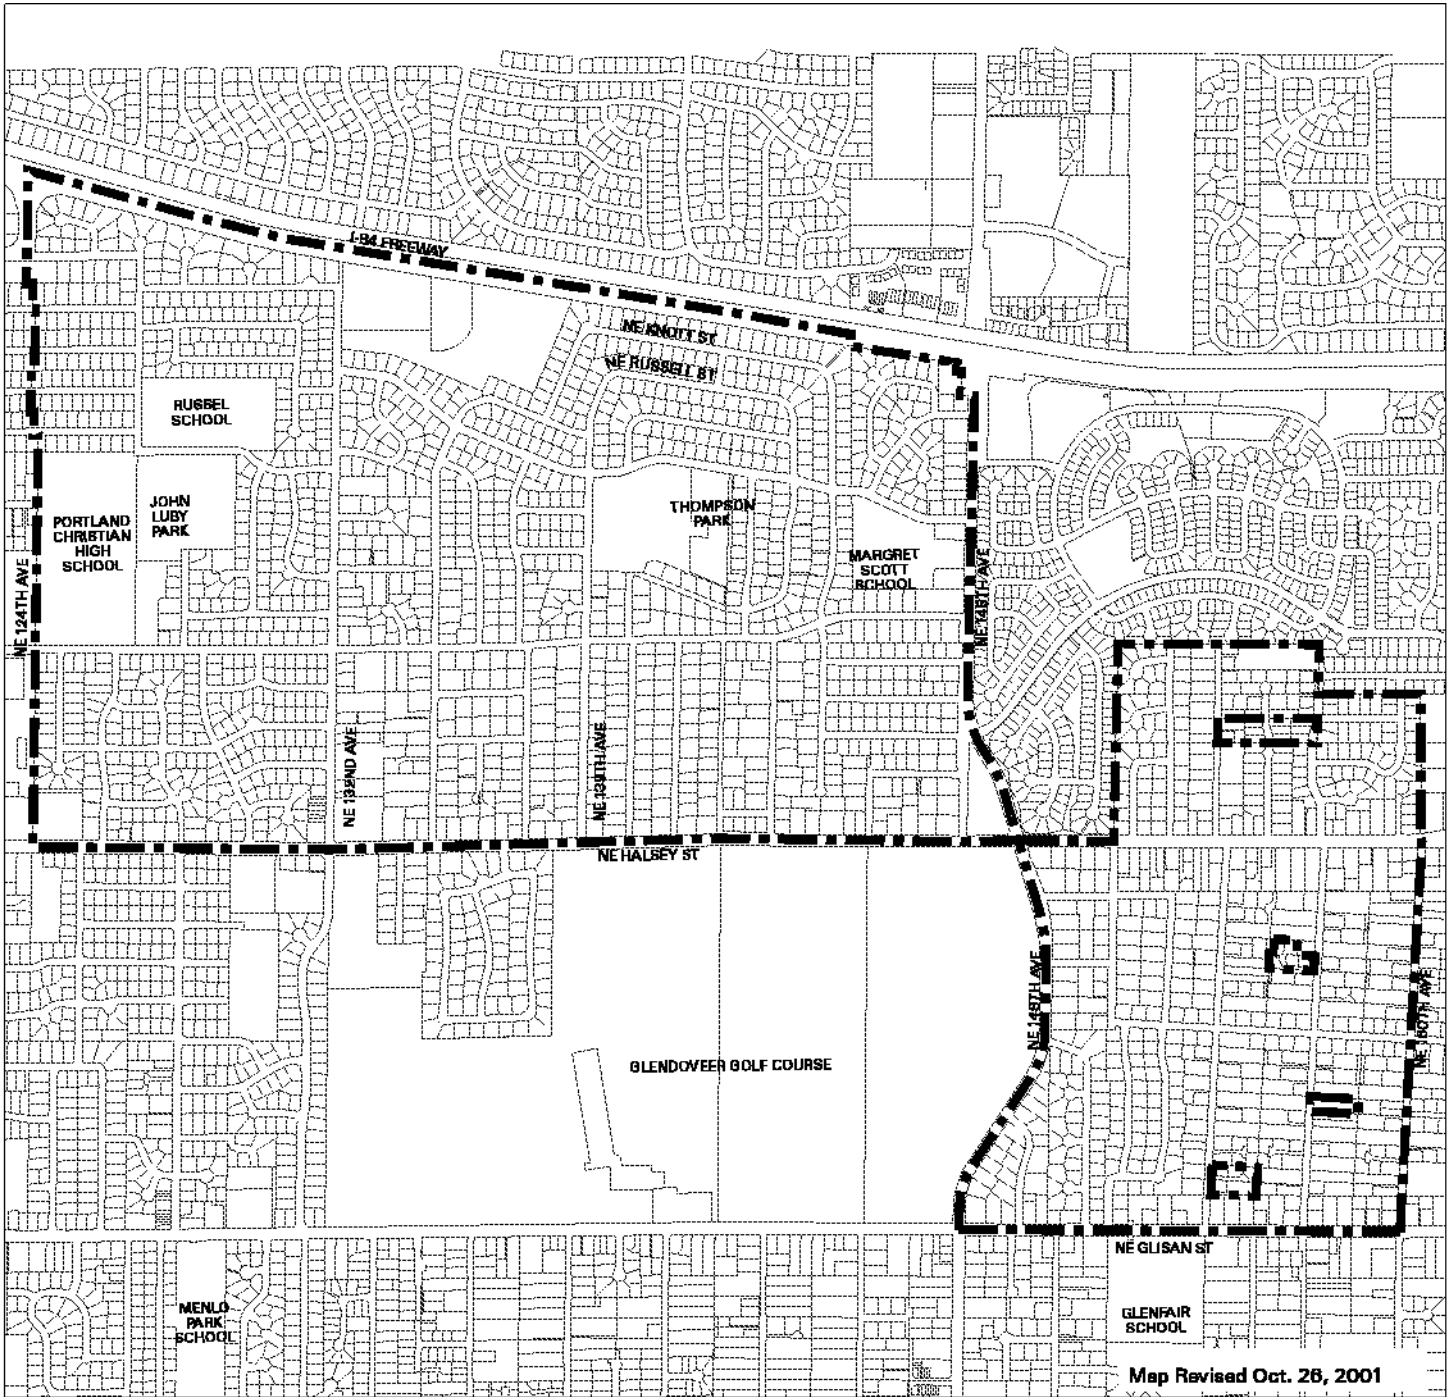 I-84 FREEWAY
NE KNOTT ST
NE RUSSELL ST
RUSSEL
SCHOOL
JOHN
LUBY
PARK
PORTLAND
CHRISTIAN
HIGH
SCHOOL
THOMPSON
PARK
MARGRET
SCOTT
SCHOOL
NE 124TH AVE
NE 148TH AVE
NE 132ND AVE
NE 139TH AVE
NE HALSEY ST
NE 148TH AVE
NE 160TH AVE
GLENDOVEER GOLF COURSE
NE GLISAN ST
MENLO
PARK
SCHOOL
GLENFAIR
SCHOOL
Map Revised Oct. 26, 2001